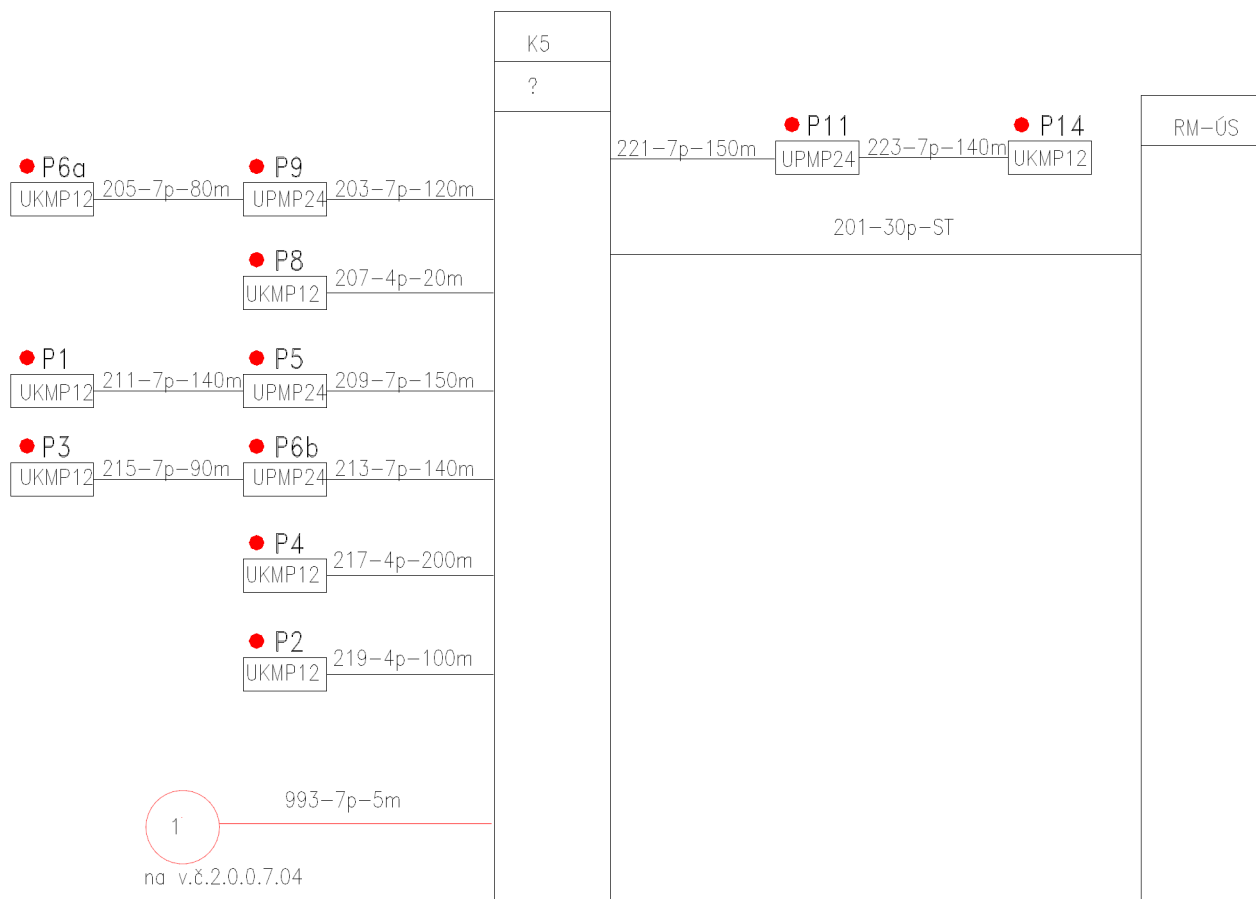 K5
?
RM-ÚS
P11
P14
221-7p-150m
UPMP24
223-7p-140m
UKMP12
P6a
P9
UKMP12
205-7p-80m
UPMP24
203-7p-120m
201-30p-ST
P8
UKMP12
207-4p-20m
P1
P5
UKMP12
211-7p-140m
UPMP24
209-7p-150m
P3
P6b
UKMP12
215-7p-90m
UPMP24
213-7p-140m
P4
UKMP12
217-4p-200m
P2
UKMP12
219-4p-100m
993-7p-5m
1
na v.č.2.0.0.7.04